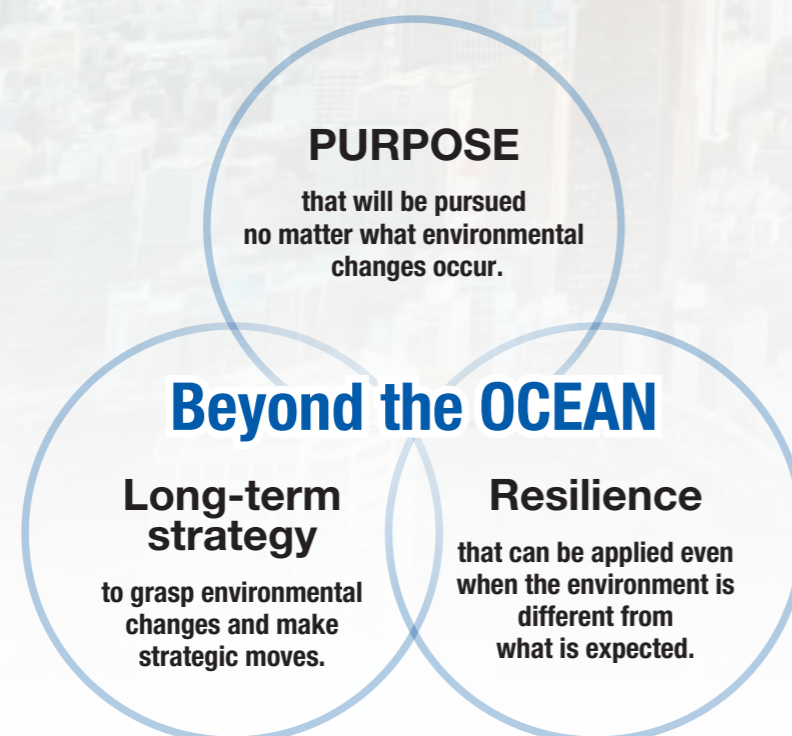 PURPOSE
that will be pursued
no matter what environmental
changes occur.
Beyond the OCEAN
Long-term
strategy
to grasp environmental
changes and make
strategic moves.
Resilience
that can be applied even
when the environment is
different from
what is expected.